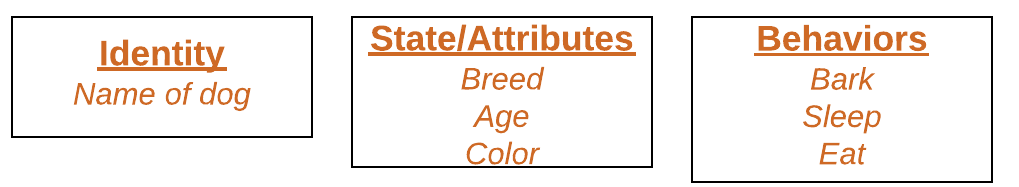 Identity
Name of dog
State/Attributes
Breed
Age
Color
Behaviors
Bark
Sleep
Eat